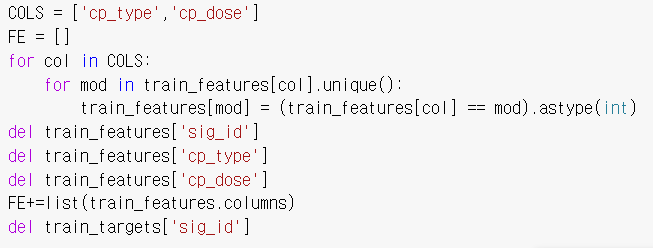 COLS = ['cp_type','cp_dose']
FE = []
for col in COLS:
    for mod in train_features[col].unique():
        train_features[mod] = (train_features[col] == mod).astype(int)
del train_features['sig_id']
del train_features['cp_type']
del train_features['cp_dose']
FE+=list(train_features.columns)
del train_targets['sig_id']